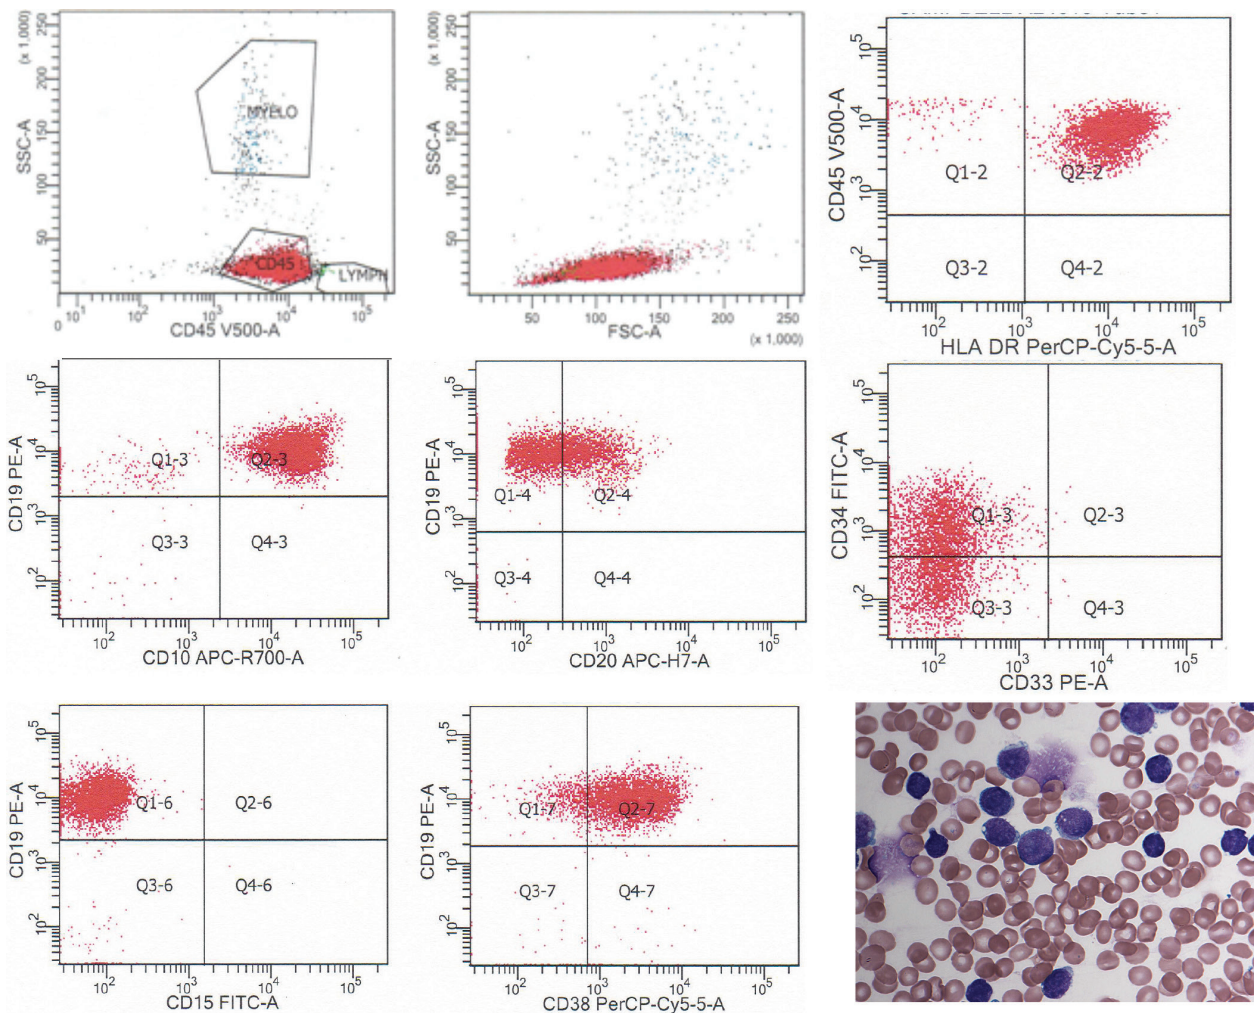 SSC-A
(x 1,000)
250
200
150
100
50
MYELO
CD45
LYMPH
0 10¹ 10² 10³ 10⁴ 10⁵
CD45 V500-A
SSC-A
(x 1,000)
250
200
150
100
50
50 100 150 200 250
FSC-A
(x 1,000)
CD45 V500-A
10⁵
10⁴
10³
10²
Q1-2
Q2-2
Q3-2
Q4-2
10² 10³ 10⁴ 10⁵
HLA DR PerCP-Cy5-5-A
CD19 PE-A
10⁵
10⁴
10³
10²
Q1-3
Q2-3
Q3-3
Q4-3
10² 10³ 10⁴ 10⁵
CD10 APC-R700-A
CD19 PE-A
10⁵
10⁴
10³
10²
Q1-4
Q2-4
Q3-4
Q4-4
10² 10³ 10⁴ 10⁵
CD20 APC-H7-A
CD34 FITC-A
10⁵
10⁴
10³
10²
Q1-3
Q2-3
Q3-3
Q4-3
10² 10³ 10⁴ 10⁵
CD33 PE-A
CD19 PE-A
10⁵
10⁴
10³
10²
Q1-6
Q2-6
Q3-6
Q4-6
10² 10³ 10⁴ 10⁵
CD15 FITC-A
CD19 PE-A
10⁵
10⁴
10³
10²
Q1-7
Q2-7
Q3-7
Q4-7
10² 10³ 10⁴ 10⁵
CD38 PerCP-Cy5-5-A